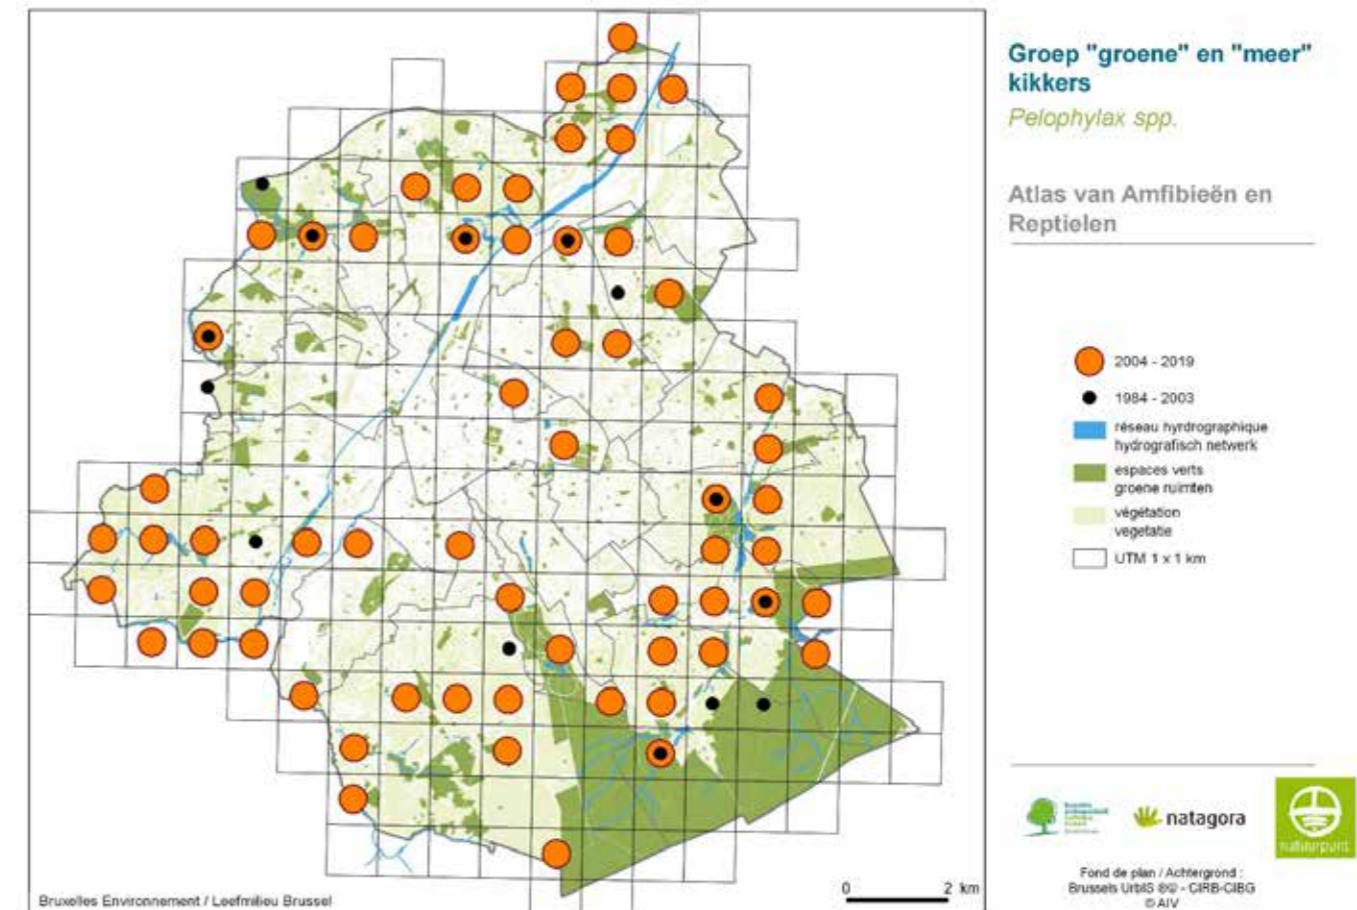 Groep "groene" en "meer"
kikkers
Pelophylax spp.
Atlas van Amfibieën en
Reptielen
2004 - 2019
1984 - 2003
réseau hyrdrographique
hydrografisch netwerk
espaces verts
groene ruimten
végétation
vegetatie
UTM 1 x 1 km
natagora
natuurpunt
Fond de plan / Achtergrond :
Brussels UrbIS ®© - CIRB-CIBG
© AIV
0 2 km
Bruxelles Environnement / Leefmilieu Brussel